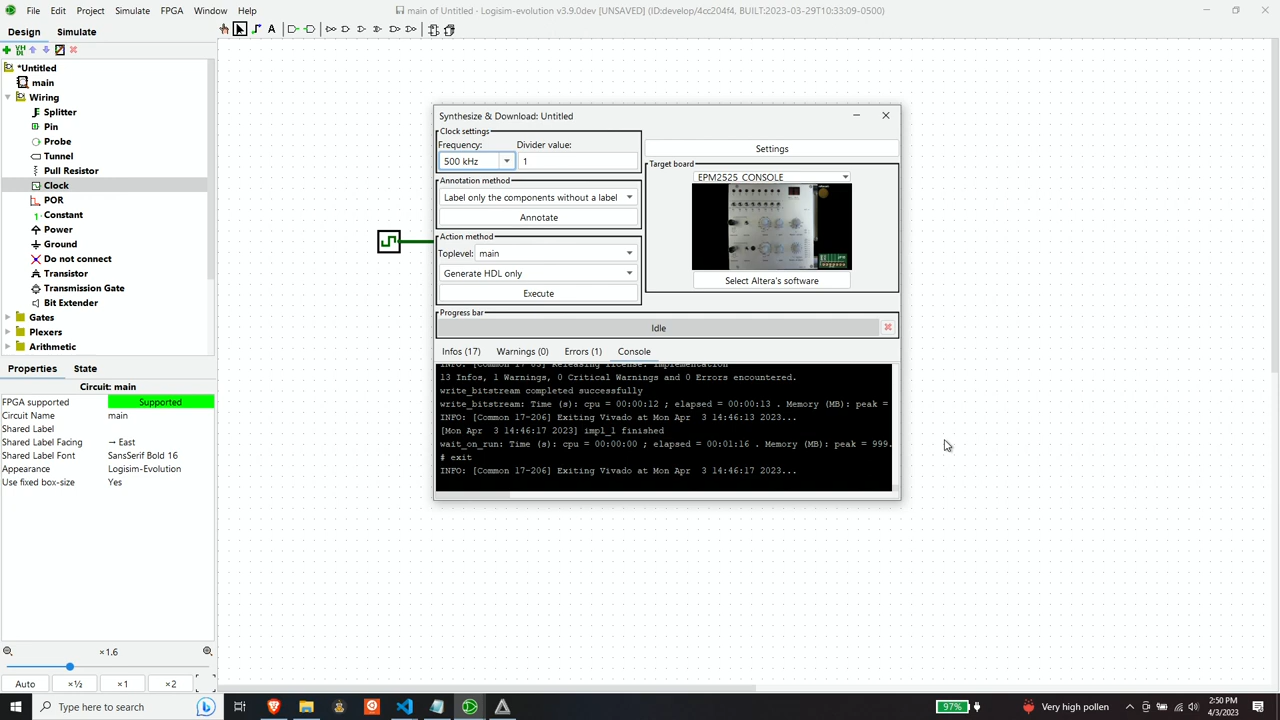 File Edit Project Simulate FPGA Window Help
main of Untitled - Logisim-evolution v3.9.0dev [UNSAVED] (ID:develop/4cc204f4, BUILT:2023-03-29T10:33:09-0500)
Design Simulate
*Untitled
main
Wiring
Splitter
Pin
Probe
Tunnel
Pull Resistor
Clock
POR
Constant
Power
Ground
Do not connect
Transistor
Transmission Gate
Bit Extender
Gates
Plexers
Arithmetic
Properties State
Circuit: main
FPGA supported Supported
Circuit Name main
Shared Label
Shared Label Facing → East
Shared Label Font SansSerif Bold 16
Appearance Logisim-Evolution
Use fixed box-size Yes
×1.6
Auto ×½ ×1 ×2
Synthesize & Download: Untitled
Clock settings
Frequency: Divider value:
500 kHz 1
Annotation method
Label only the components without a label
Annotate
Action method
Toplevel: main
Generate HDL only
Execute
Settings
Target board
EPM2525 CONSOLE
Select Altera's software
Progress bar
Idle
Infos (17) Warnings (0) Errors (1) Console
INFO: [Common 17-83] Releasing license: Implementation
13 Infos, 1 Warnings, 0 Critical Warnings and 0 Errors encountered.
write_bitstream completed successfully
write_bitstream: Time (s): cpu = 00:00:12 ; elapsed = 00:00:13 . Memory (MB): peak =
INFO: [Common 17-206] Exiting Vivado at Mon Apr 3 14:46:13 2023...
[Mon Apr 3 14:46:17 2023] impl_1 finished
wait_on_run: Time (s): cpu = 00:00:00 ; elapsed = 00:01:16 . Memory (MB): peak = 999.
# exit
INFO: [Common 17-206] Exiting Vivado at Mon Apr 3 14:46:17 2023...
Type here to search
97%
Very high pollen
2:50 PM
4/3/2023